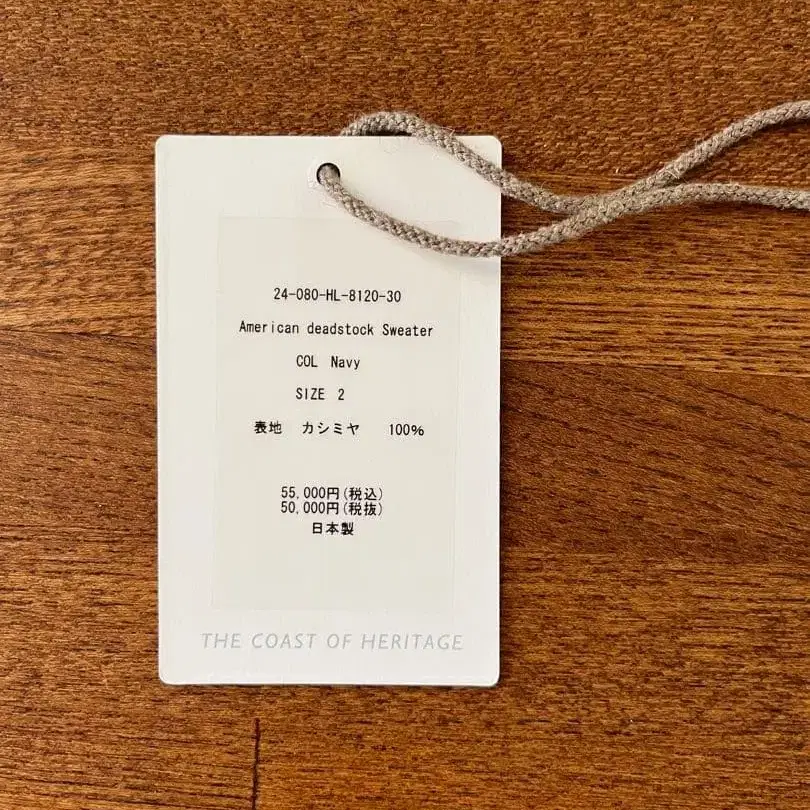 24-080-HL-8120-30
American deadstock Sweater
COL Navy
SIZE 2
表地 カシミヤ 100%
55,000円(税込)
50,000円(税抜)
日本製
THE COAST OF HERITAGE